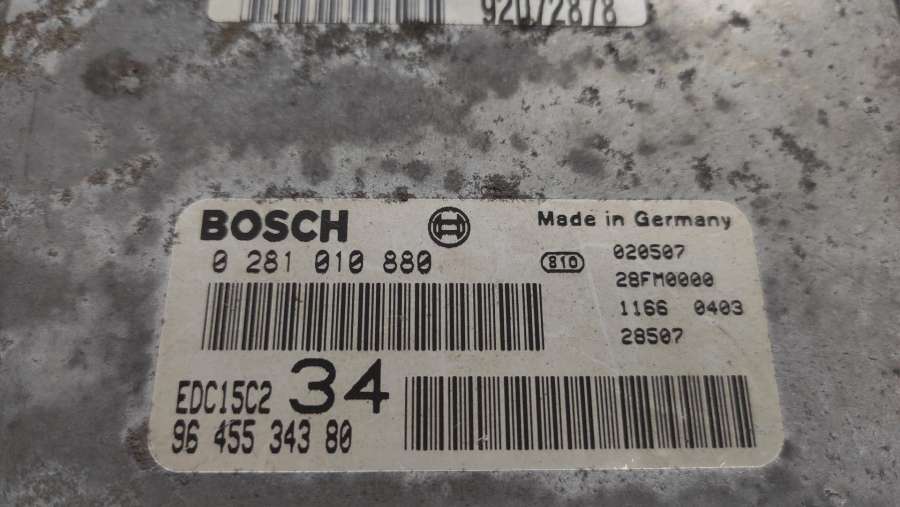 92072878
BOSCH
Made in Germany
0 281 010 880
810
020507
28FM0000
1166 0403
28507
EDC15C2 34
96 455 343 80